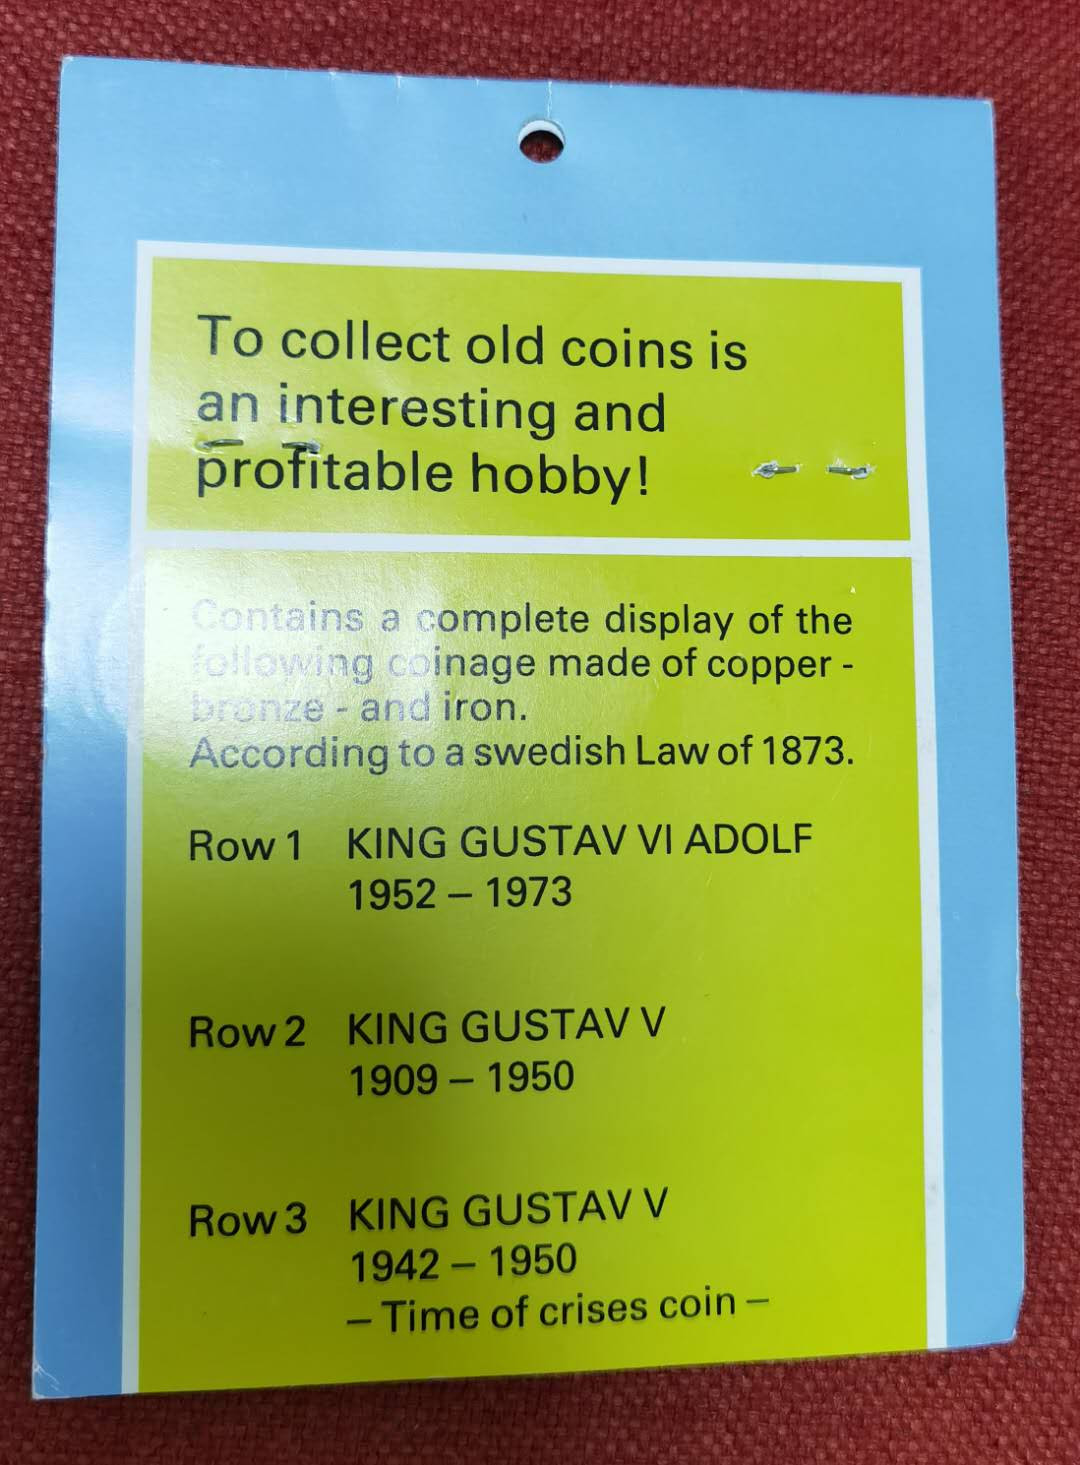 To collect old coins is
an interesting and
profitable hobby!
Contains a complete display of the
following coinage made of copper -
bronze - and iron.
According to a swedish Law of 1873.
Row 1 KING GUSTAV VI ADOLF
1952 – 1973
Row 2 KING GUSTAV V
1909 – 1950
Row 3 KING GUSTAV V
1942 – 1950
– Time of crises coin –